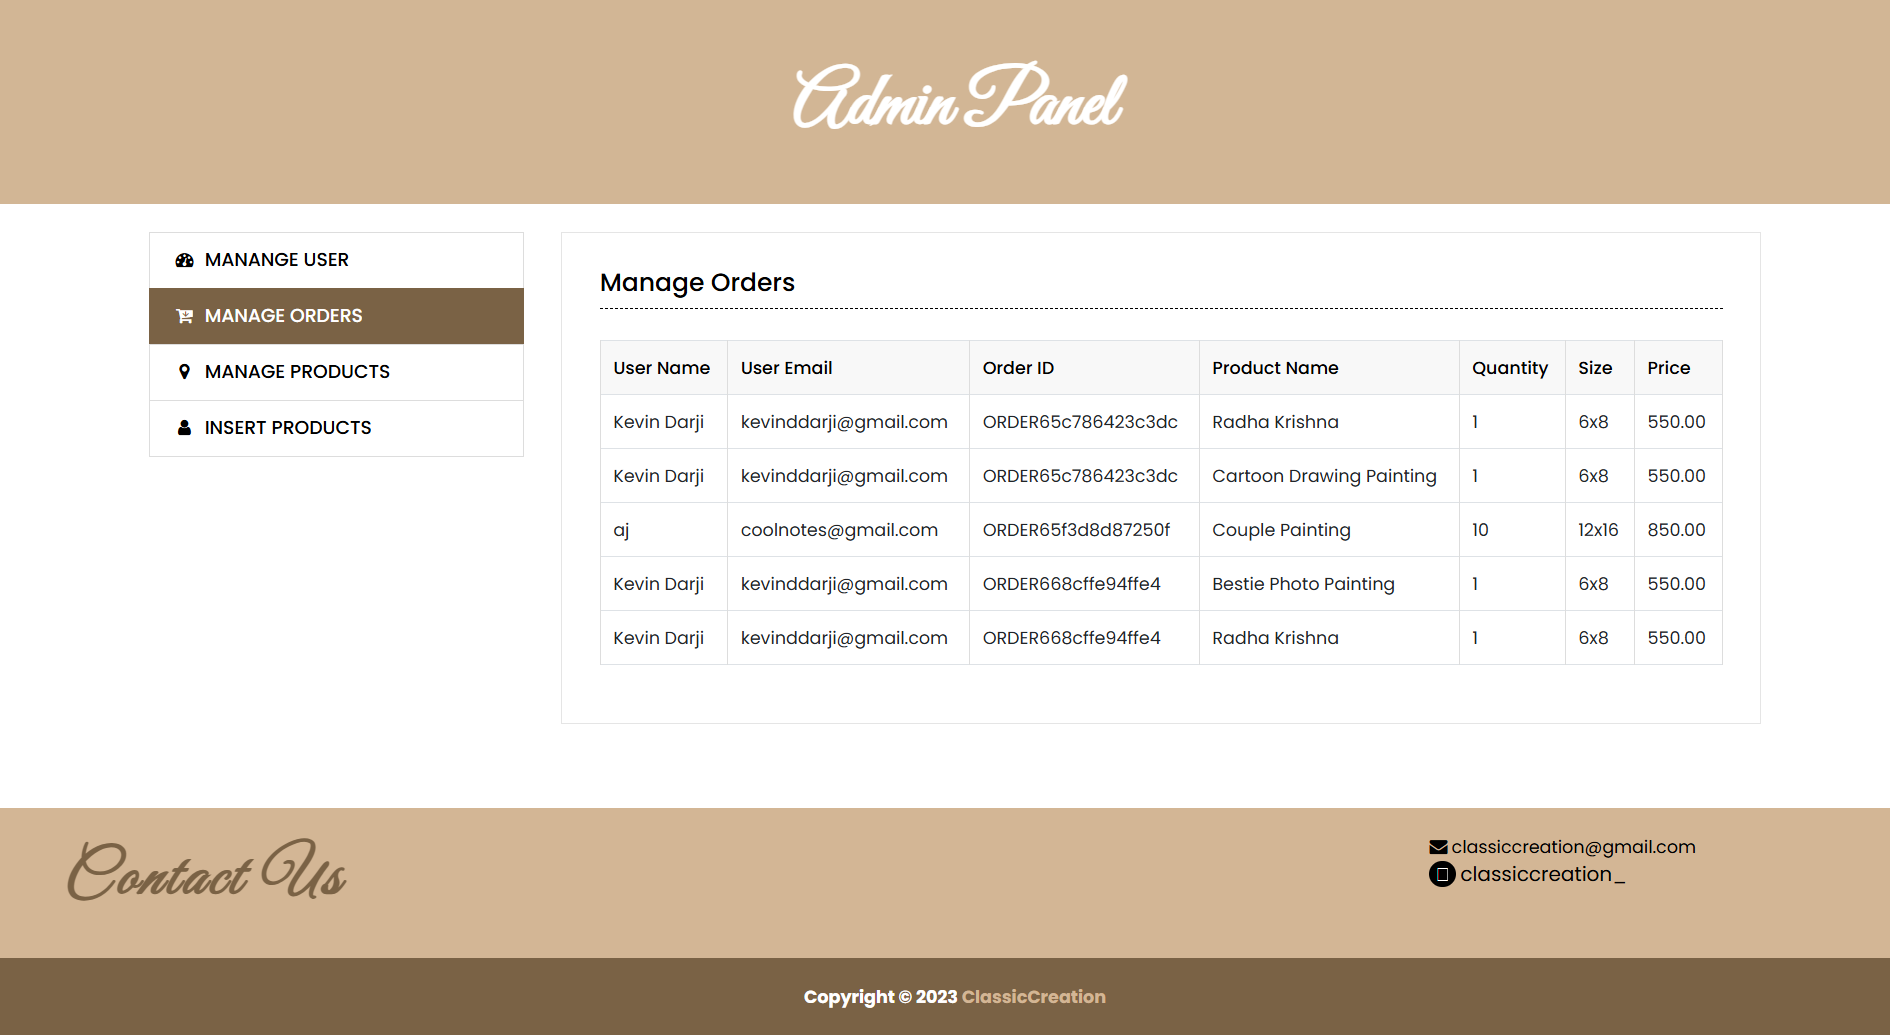 Admin Panel
MANANGE USER
MANAGE ORDERS
MANAGE PRODUCTS
INSERT PRODUCTS
Manage Orders
User Name User Email Order ID Product Name Quantity Size Price
Kevin Darji kevinddarji@gmail.com ORDER65c786423c3dc Radha Krishna 1 6x8 550.00
Kevin Darji kevinddarji@gmail.com ORDER65c786423c3dc Cartoon Drawing Painting 1 6x8 550.00
aj coolnotes@gmail.com ORDER65f3d8d87250f Couple Painting 10 12x16 850.00
Kevin Darji kevinddarji@gmail.com ORDER668cffe94ffe4 Bestie Photo Painting 1 6x8 550.00
Kevin Darji kevinddarji@gmail.com ORDER668cffe94ffe4 Radha Krishna 1 6x8 550.00
Contact Us
classiccreation@gmail.com
classiccreation_
Copyright © 2023 ClassicCreation